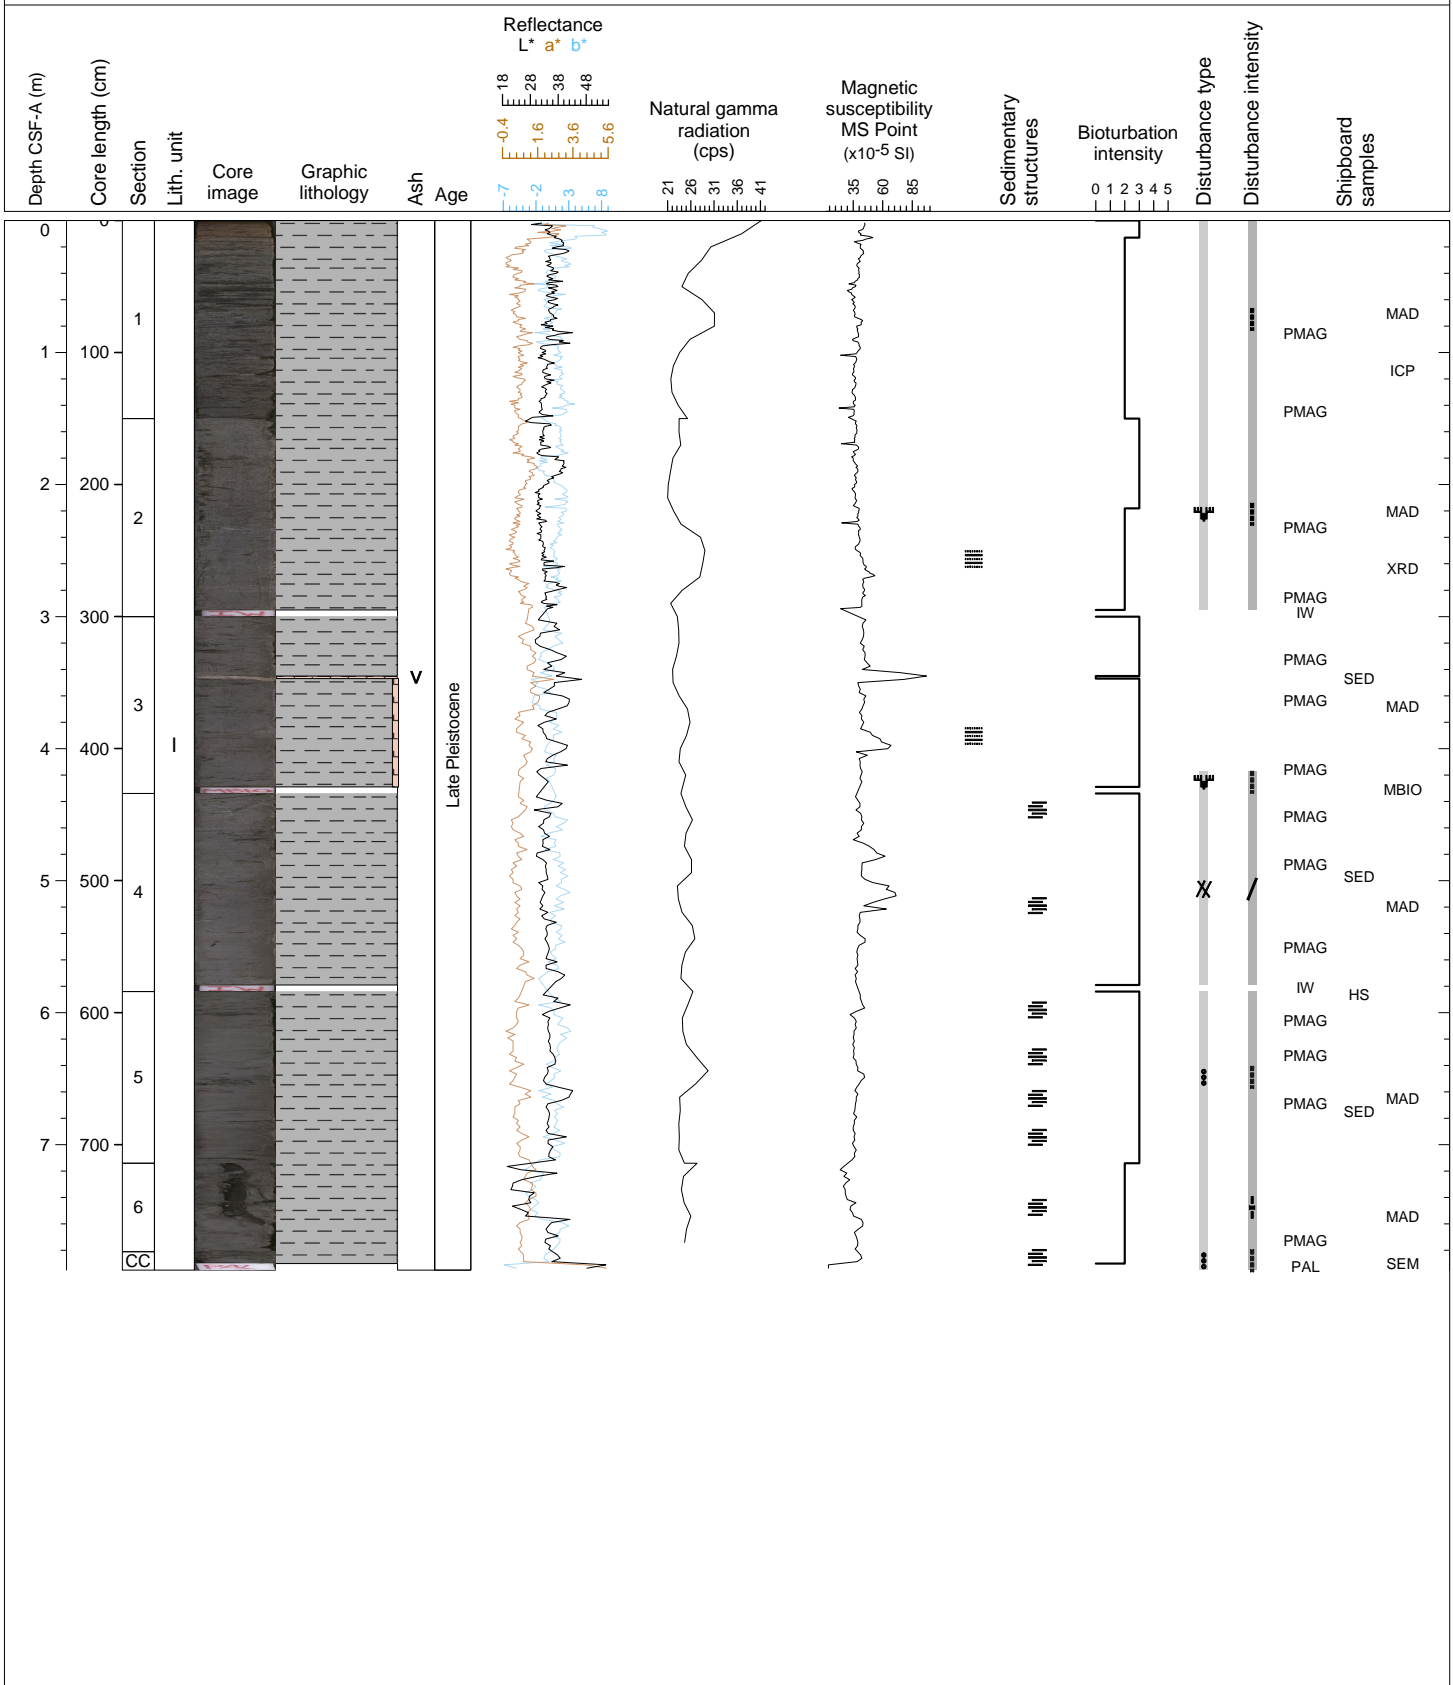 Reflectance
L* a* b*
18 28 38 48
-0.4 1.6 3.6 5.6
-7 -2 3 8
Depth CSF-A (m)
Core length (cm)
Section
Lith. unit
Core
image
Graphic
lithology
Ash
Age
Natural gamma
radiation
(cps)
21 26 31 36 41
Magnetic
susceptibility
MS Point
(x10-5 SI)
35 60 85
Sedimentary
structures
Bioturbation
intensity
0 1 2 3 4 5
Disturbance type
Disturbance intensity
Shipboard
samples
0 0
1
MAD
PMAG
1 100
ICP
PMAG
2 200
2
MAD
PMAG
XRD
PMAG
IW
3 300
PMAG
V
SED
3
PMAG
MAD
Late Pleistocene
I
4 400
PMAG
MBIO
PMAG
PMAG
SED
5 500
4
MAD
PMAG
IW
HS
6 600
PMAG
PMAG
5
MAD
PMAG
SED
7 700
6
MAD
PMAG
CC
PAL
SEM